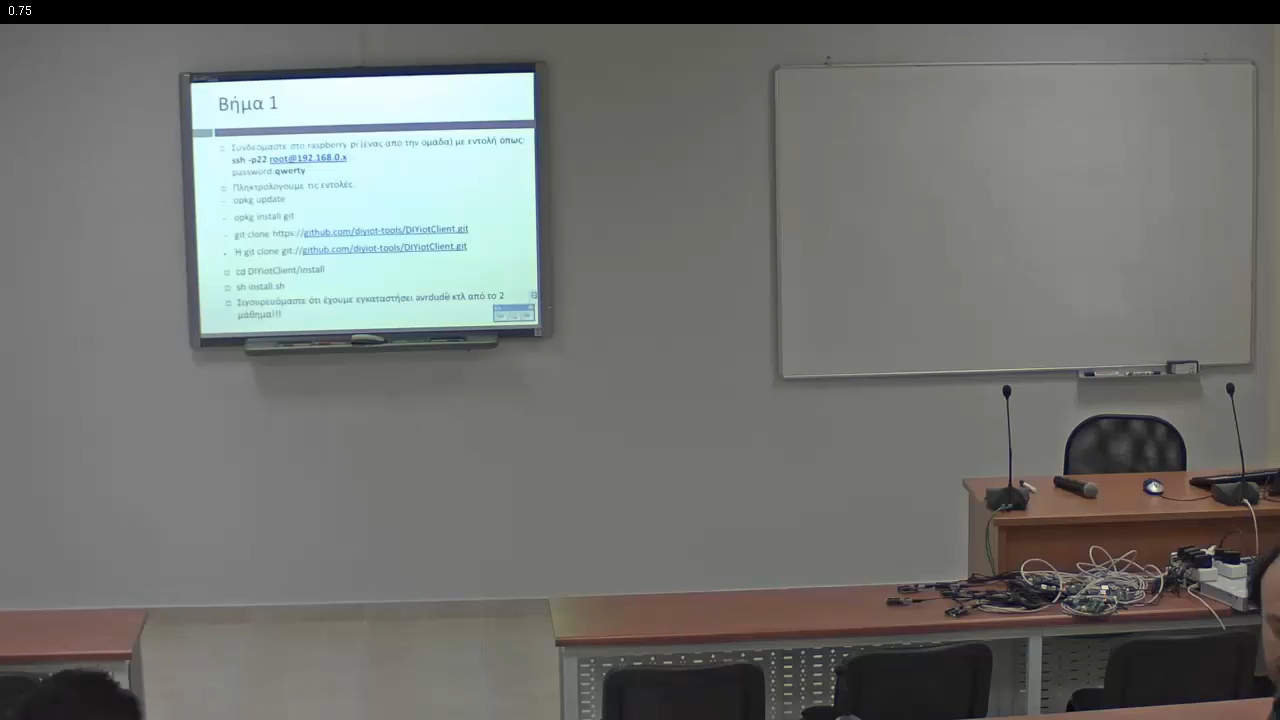 0.75
Βήμα 1
Συνδεόμαστε στο raspberry pi (ένας απο την ομάδα) με εντολή όπως:
ssh -p22 root@192.168.0.x
password:qwerty
Πληκτρολογουμε τις εντολές:
- opkg update
- opkg install git
- git clone https://github.com/diyiot-tools/DIYiotClient.git
Ή git clone git://github.com/diyiot-tools/DIYiotClient.git
cd DIYiotClient/install
sh install.sh
Σιγουρευόμαστε ότι έχουμε εγκαταστήσει avrdude κτλ από το 2
μάθημα!!!